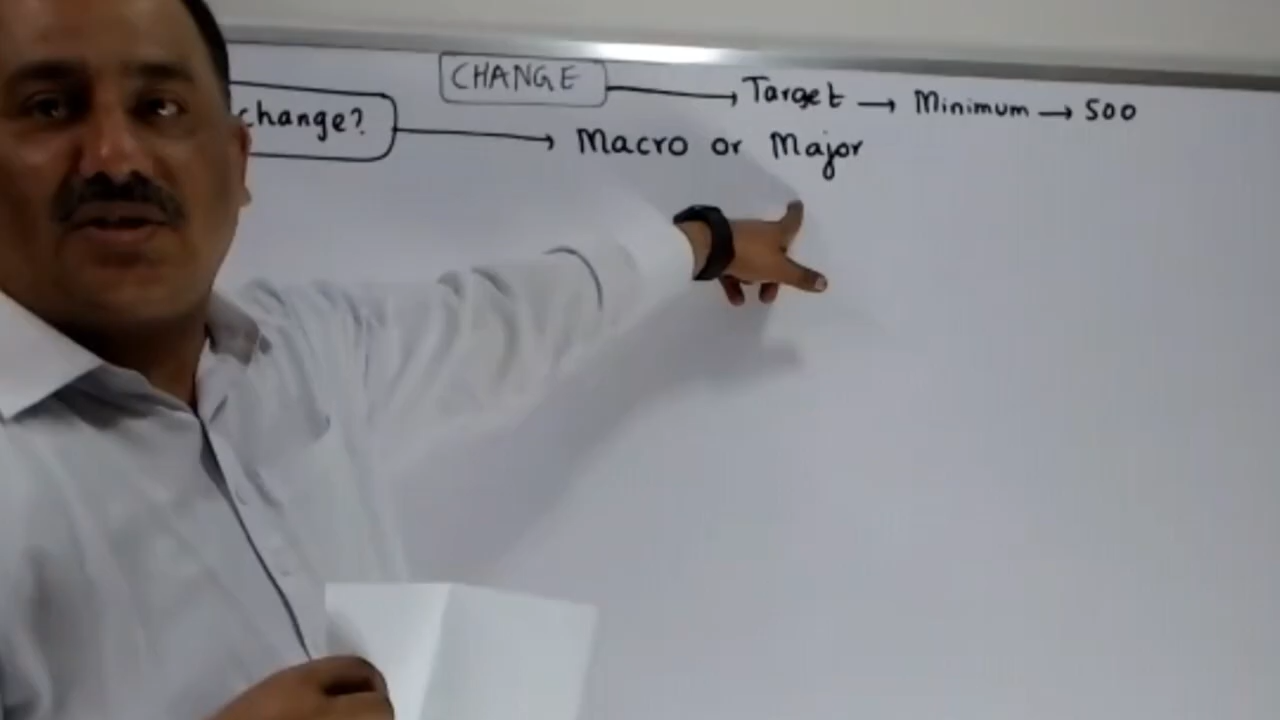 CHANGE → Target → Minimum → 500
change? → Macro or Major